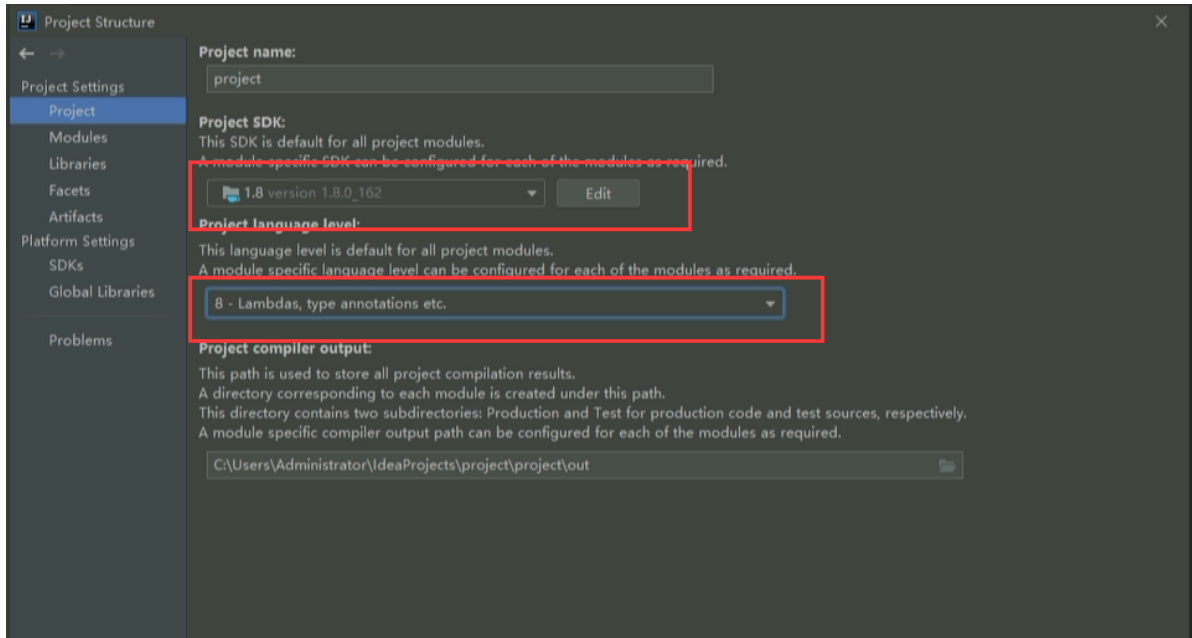 Project Structure
Project Settings
Project
Modules
Libraries
Facets
Artifacts
Platform Settings
SDKs
Global Libraries
Problems
Project name:
project
Project SDK:
This SDK is default for all project modules.
A module specific SDK can be configured for each of the modules as required.
1.8 version 1.8.0_162
Edit
Project language level:
This language level is default for all project modules.
A module specific language level can be configured for each of the modules as required.
8 - Lambdas, type annotations etc.
Project compiler output:
This path is used to store all project compilation results.
A directory corresponding to each module is created under this path.
This directory contains two subdirectories: Production and Test for production code and test sources, respectively.
A module specific compiler output path can be configured for each of the modules as required.
C:\Users\Administrator\IdeaProjects\project\project\out